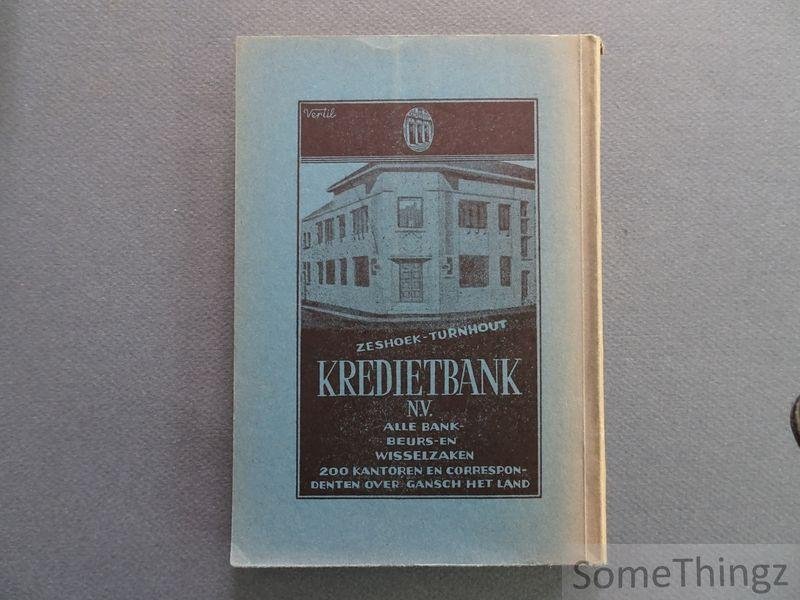 Vertil
ZESHOEK-TURNHOUT
KREDIETBANK
N.V.
ALLE BANK-
BEURS-EN
WISSELZAKEN
200 KANTOREN EN CORRESPON-
DENTEN OVER GANSCH HET LAND
SomeThingz